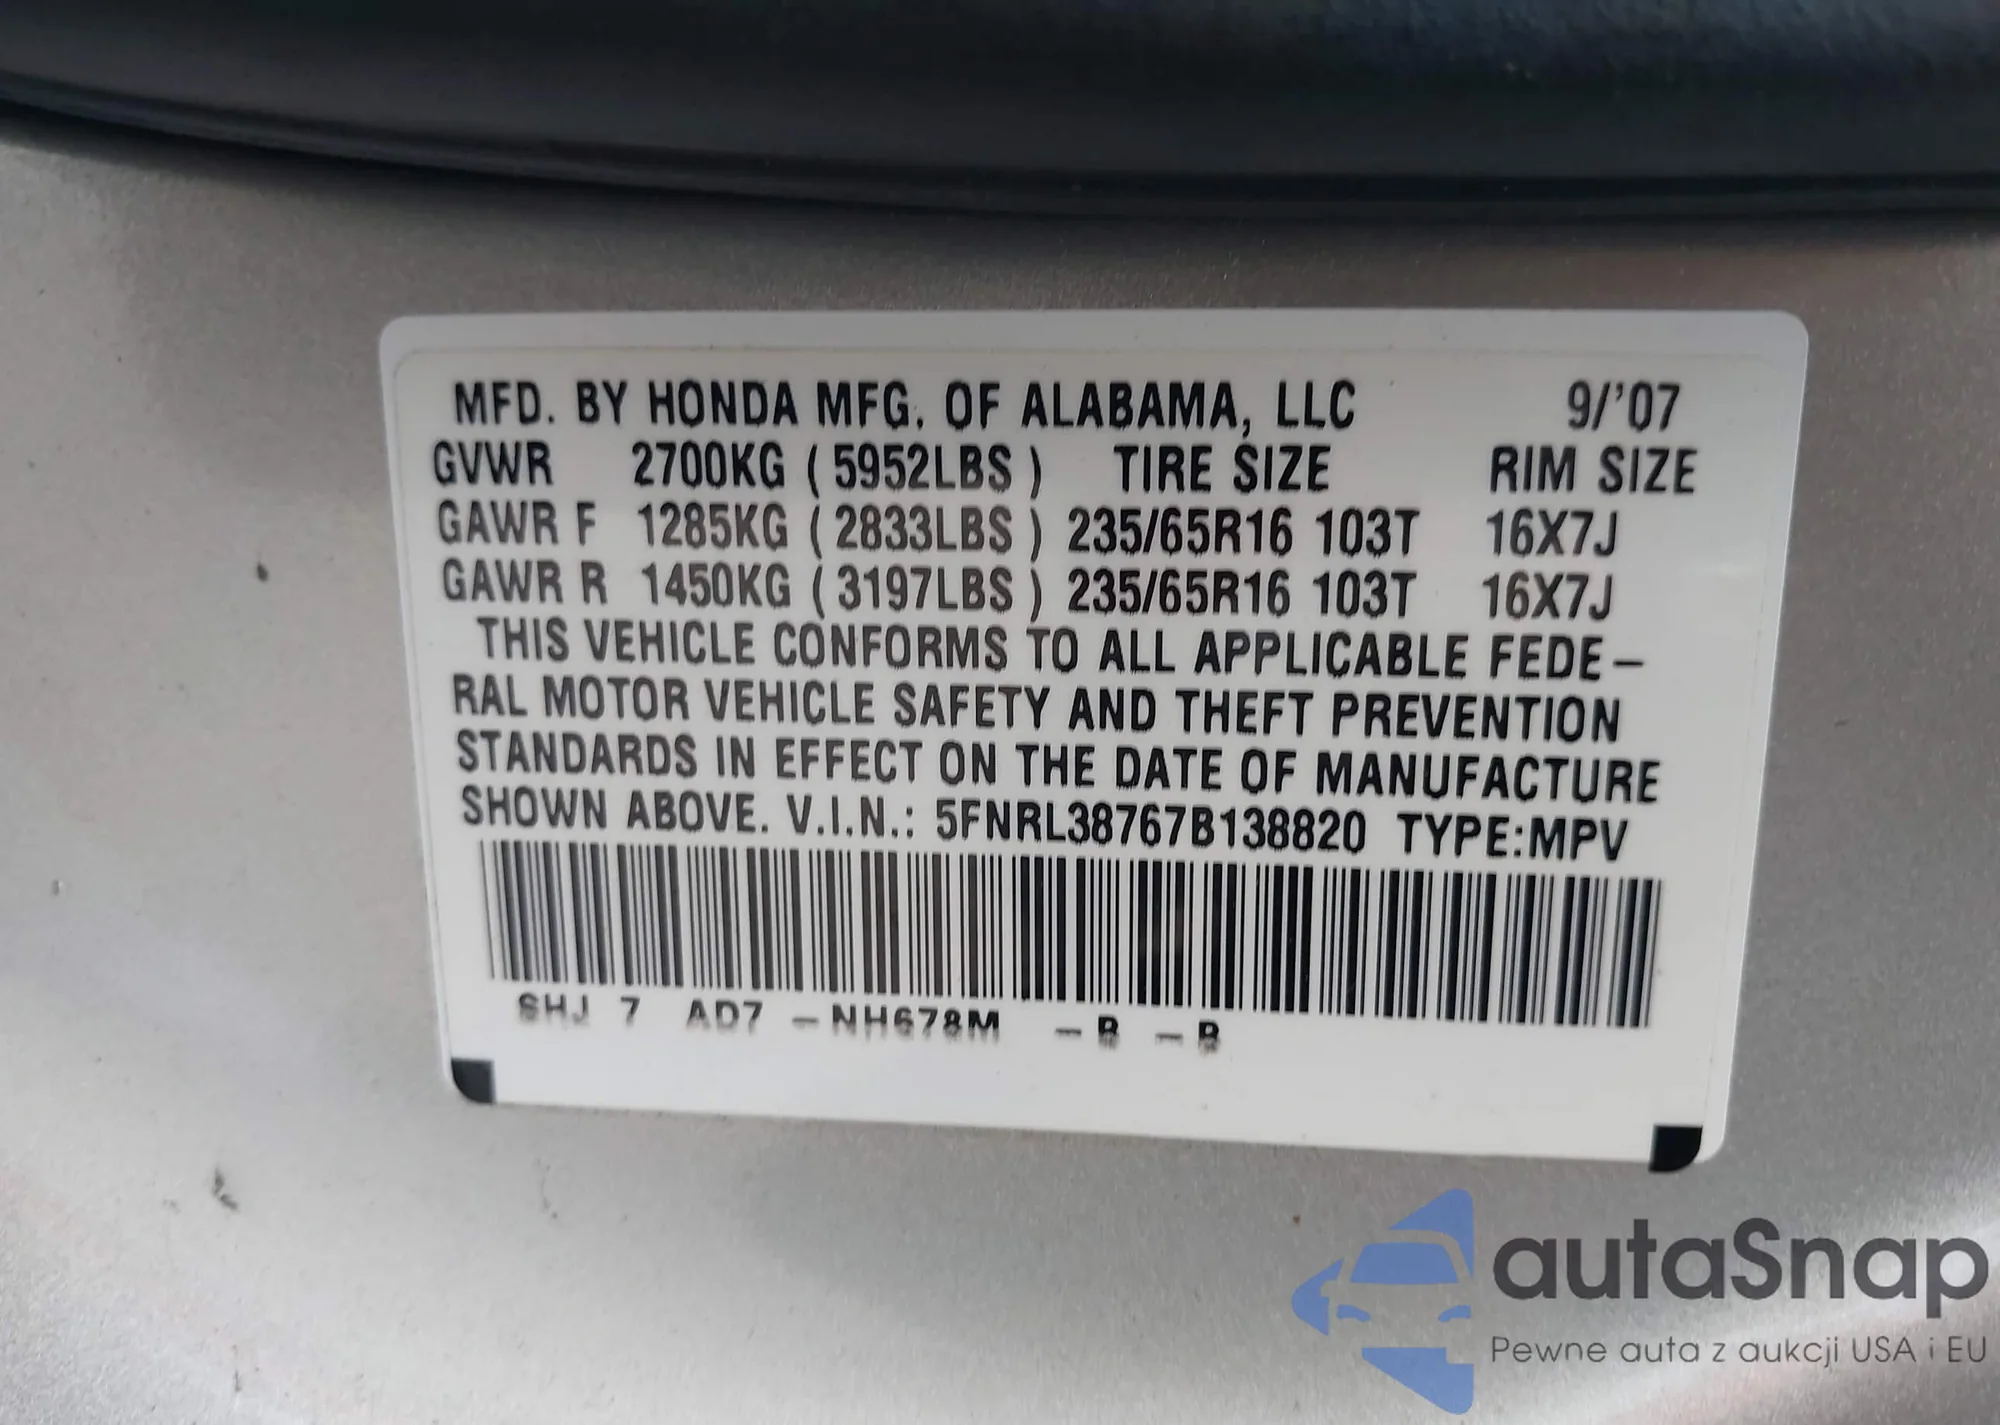 MFD. BY HONDA MFG. OF ALABAMA, LLC 9/'07
GVWR 2700KG ( 5952LBS ) TIRE SIZE RIM SIZE
GAWR F 1285KG ( 2833LBS ) 235/65R16 103T 16X7J
GAWR R 1450KG ( 3197LBS ) 235/65R16 103T 16X7J
THIS VEHICLE CONFORMS TO ALL APPLICABLE FEDE-
RAL MOTOR VEHICLE SAFETY AND THEFT PREVENTION
STANDARDS IN EFFECT ON THE DATE OF MANUFACTURE
SHOWN ABOVE. V.I.N.: 5FNRL38767B138820 TYPE:MPV
SHJ 7 AD7 -NH678M -B -B
autaSnap
Pewne auta z aukcji USA i EU